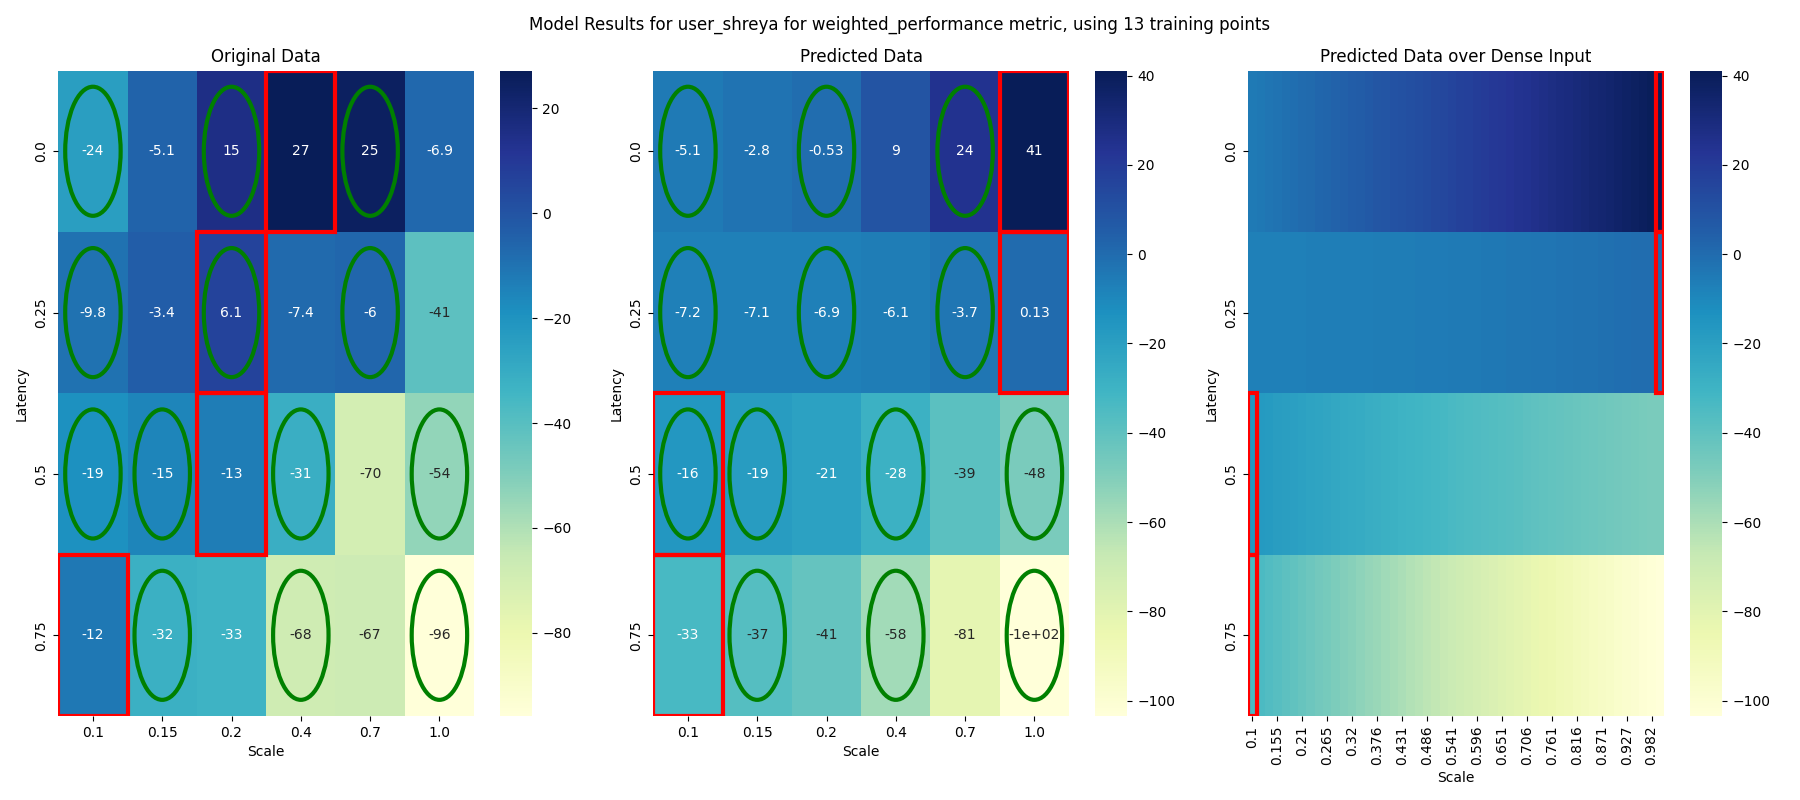 Model Results for user_shreya for weighted_performance metric, using 13 training points
Original Data
Latency
0.0
0.25
0.5
0.75
-24 -5.1 15 27 25 -6.9
-9.8 -3.4 6.1 -7.4 -6 -41
-19 -15 -13 -31 -70 -54
-12 -32 -33 -68 -67 -96
0.1 0.15 0.2 0.4 0.7 1.0
Scale
20
0
−20
−40
−60
−80
Predicted Data
Latency
0.0
0.25
0.5
0.75
-5.1 -2.8 -0.53 9 24 41
-7.2 -7.1 -6.9 -6.1 -3.7 0.13
-16 -19 -21 -28 -39 -48
-33 -37 -41 -58 -81 -1e+02
0.1 0.15 0.2 0.4 0.7 1.0
Scale
40
20
0
−20
−40
−60
−80
−100
Predicted Data over Dense Input
Latency
0.0
0.25
0.5
0.75
0.1 0.155 0.21 0.265 0.32 0.376 0.431 0.486 0.541 0.596 0.651 0.706 0.761 0.816 0.871 0.927 0.982
Scale
40
20
0
−20
−40
−60
−80
−100